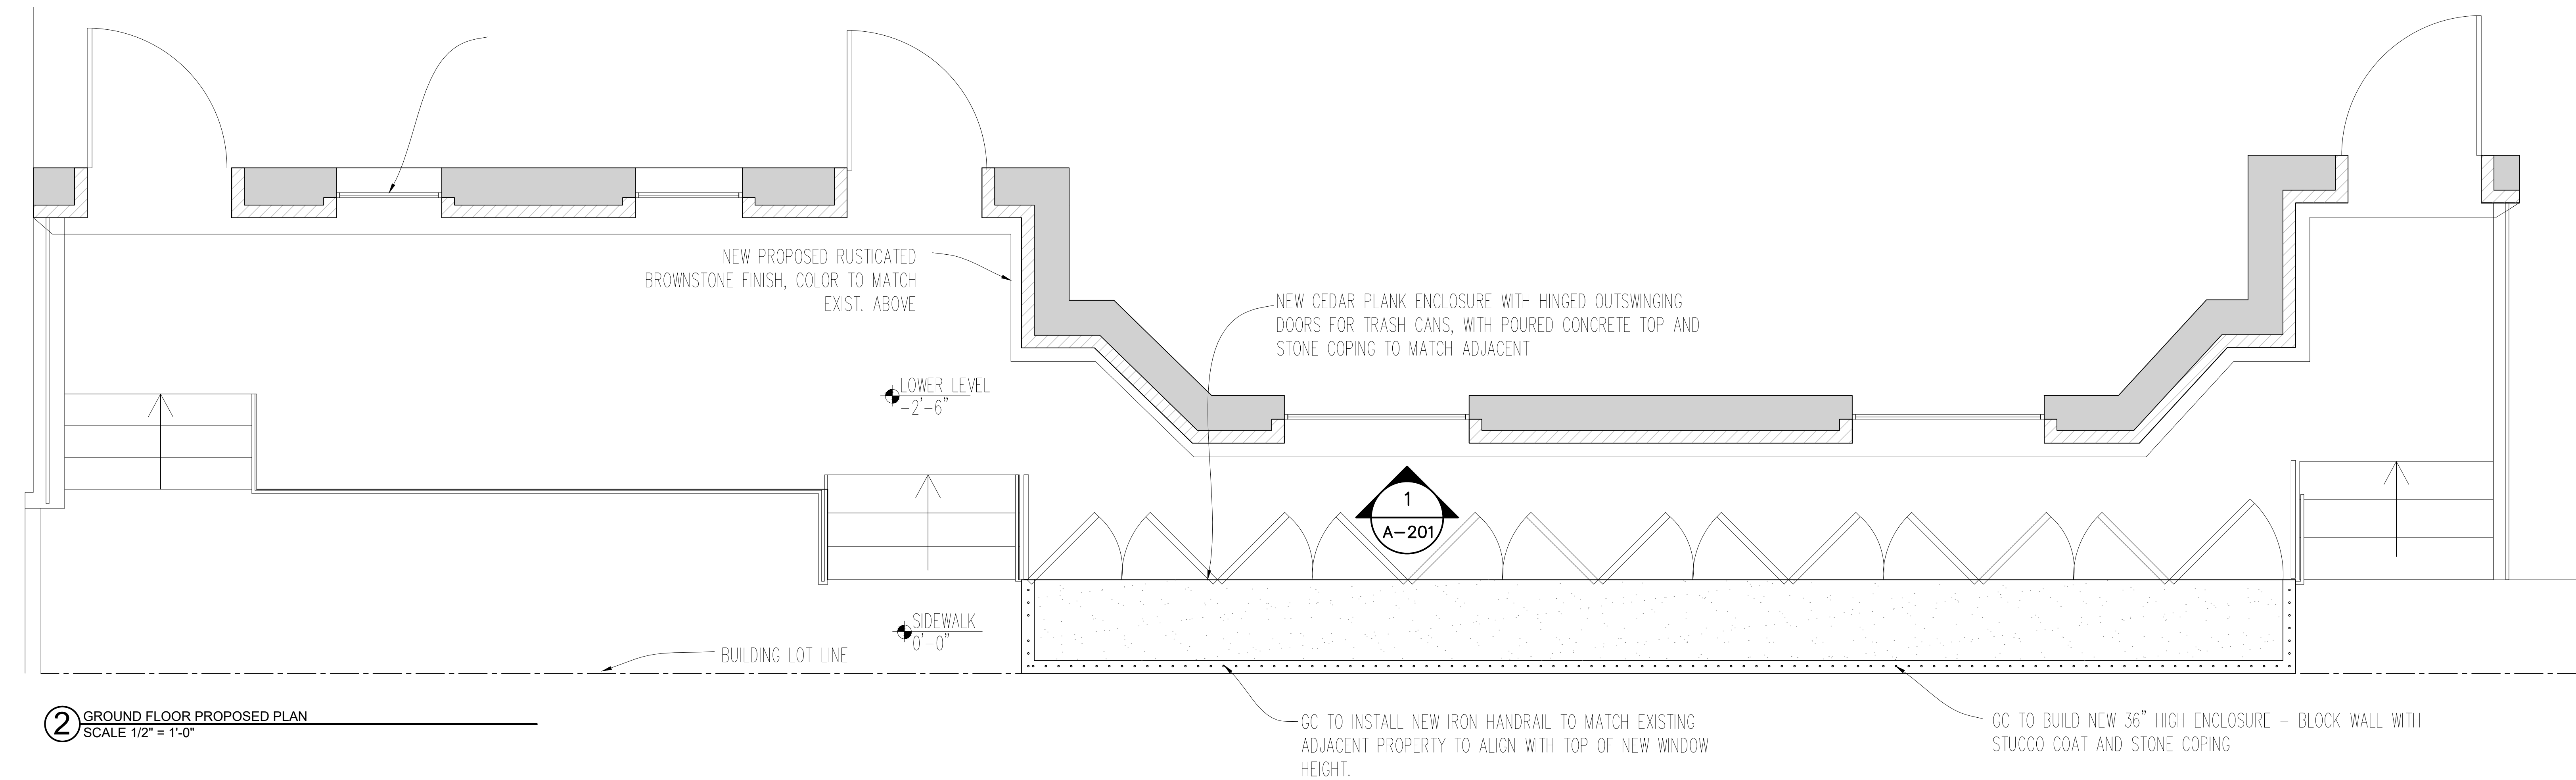 NEW PROPOSED RUSTICATED
BROWNSTONE FINISH, COLOR TO MATCH
EXIST. ABOVE
NEW CEDAR PLANK ENCLOSURE WITH HINGED OUTSWINGING
DOORS FOR TRASH CANS, WITH POURED CONCRETE TOP AND
STONE COPING TO MATCH ADJACENT
LOWER LEVEL
-2'-6"
1
A-201
SIDEWALK
0'-0"
BUILDING LOT LINE
2
GROUND FLOOR PROPOSED PLAN
SCALE 1/2" = 1'-0"
GC TO INSTALL NEW IRON HANDRAIL TO MATCH EXISTING
ADJACENT PROPERTY TO ALIGN WITH TOP OF NEW WINDOW
HEIGHT.
GC TO BUILD NEW 36" HIGH ENCLOSURE - BLOCK WALL WITH
STUCCO COAT AND STONE COPING